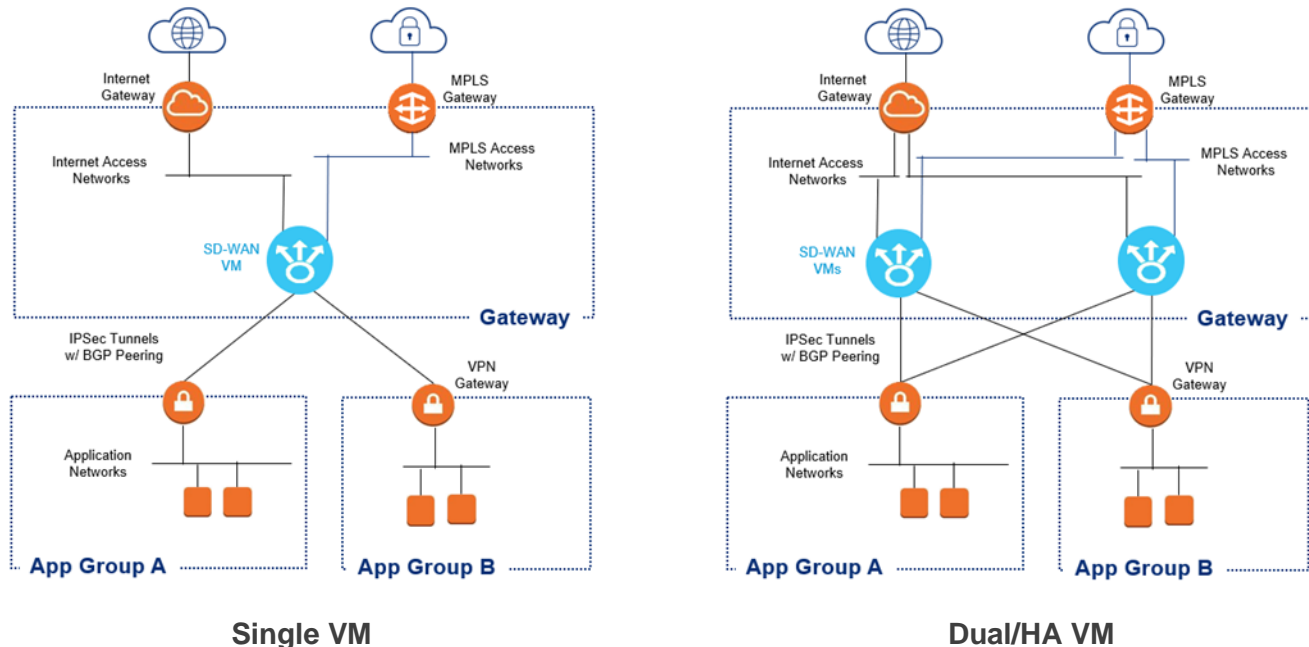 Internet
Gateway
MPLS
Gateway
Internet Access
Networks
MPLS Access
Networks
SD-WAN
VM
Gateway
IPSec Tunnels
w/ BGP Peering
VPN
Gateway
Application
Networks
App Group A
App Group B
Single VM
Internet
Gateway
MPLS
Gateway
Internet Access
Networks
MPLS Access
Networks
SD-WAN
VMs
Gateway
IPSec Tunnels
w/ BGP Peering
VPN
Gateway
Application
Networks
App Group A
App Group B
Dual/HA VM